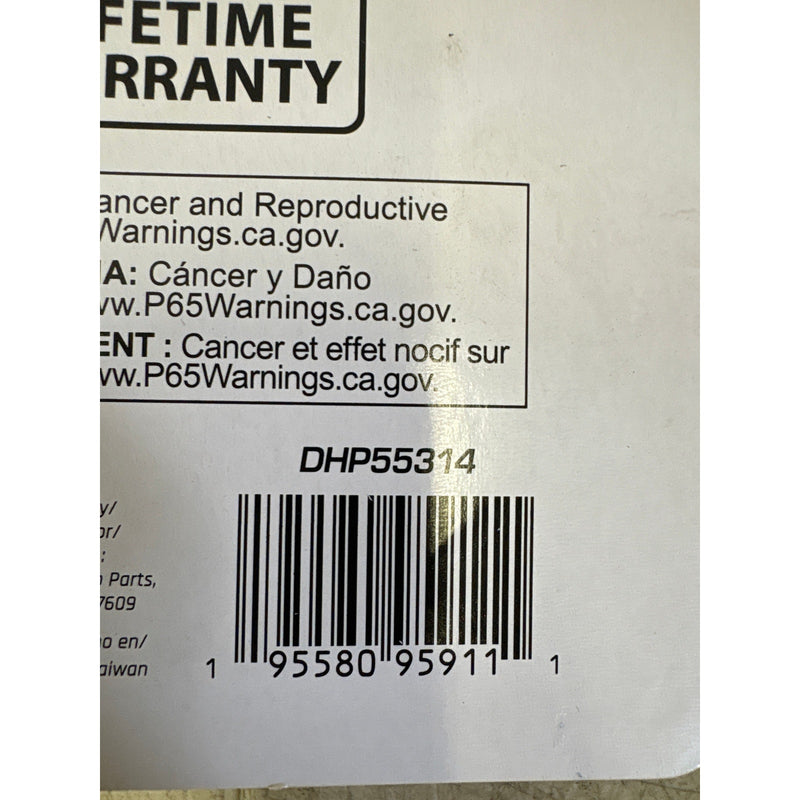 FETIME
RRANTY
ancer and Reproductive
Warnings.ca.gov.
IA: Cáncer y Daño
ww.P65Warnings.ca.gov.
ENT : Cancer et effet nocif sur
ww.P65Warnings.ca.gov.
DHP55314
y/
or/
:
Parts,
7609
o en/
aiwan
1 95580 95911 1